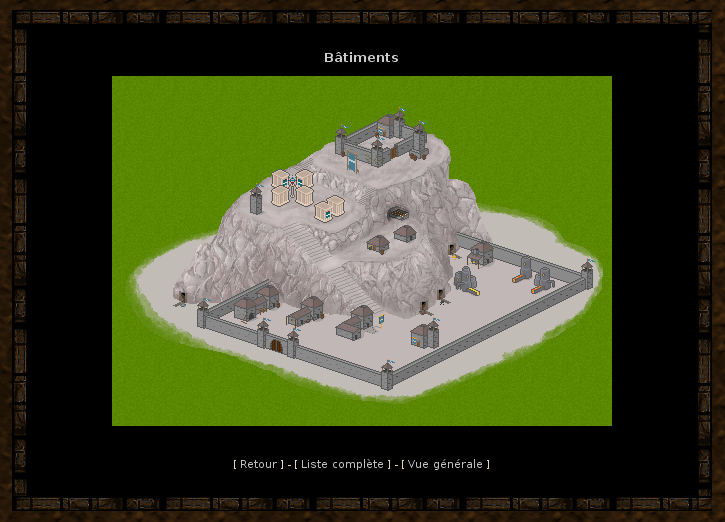 Bâtiments
[ Retour ] - [ Liste complète ] - [ Vue générale ]